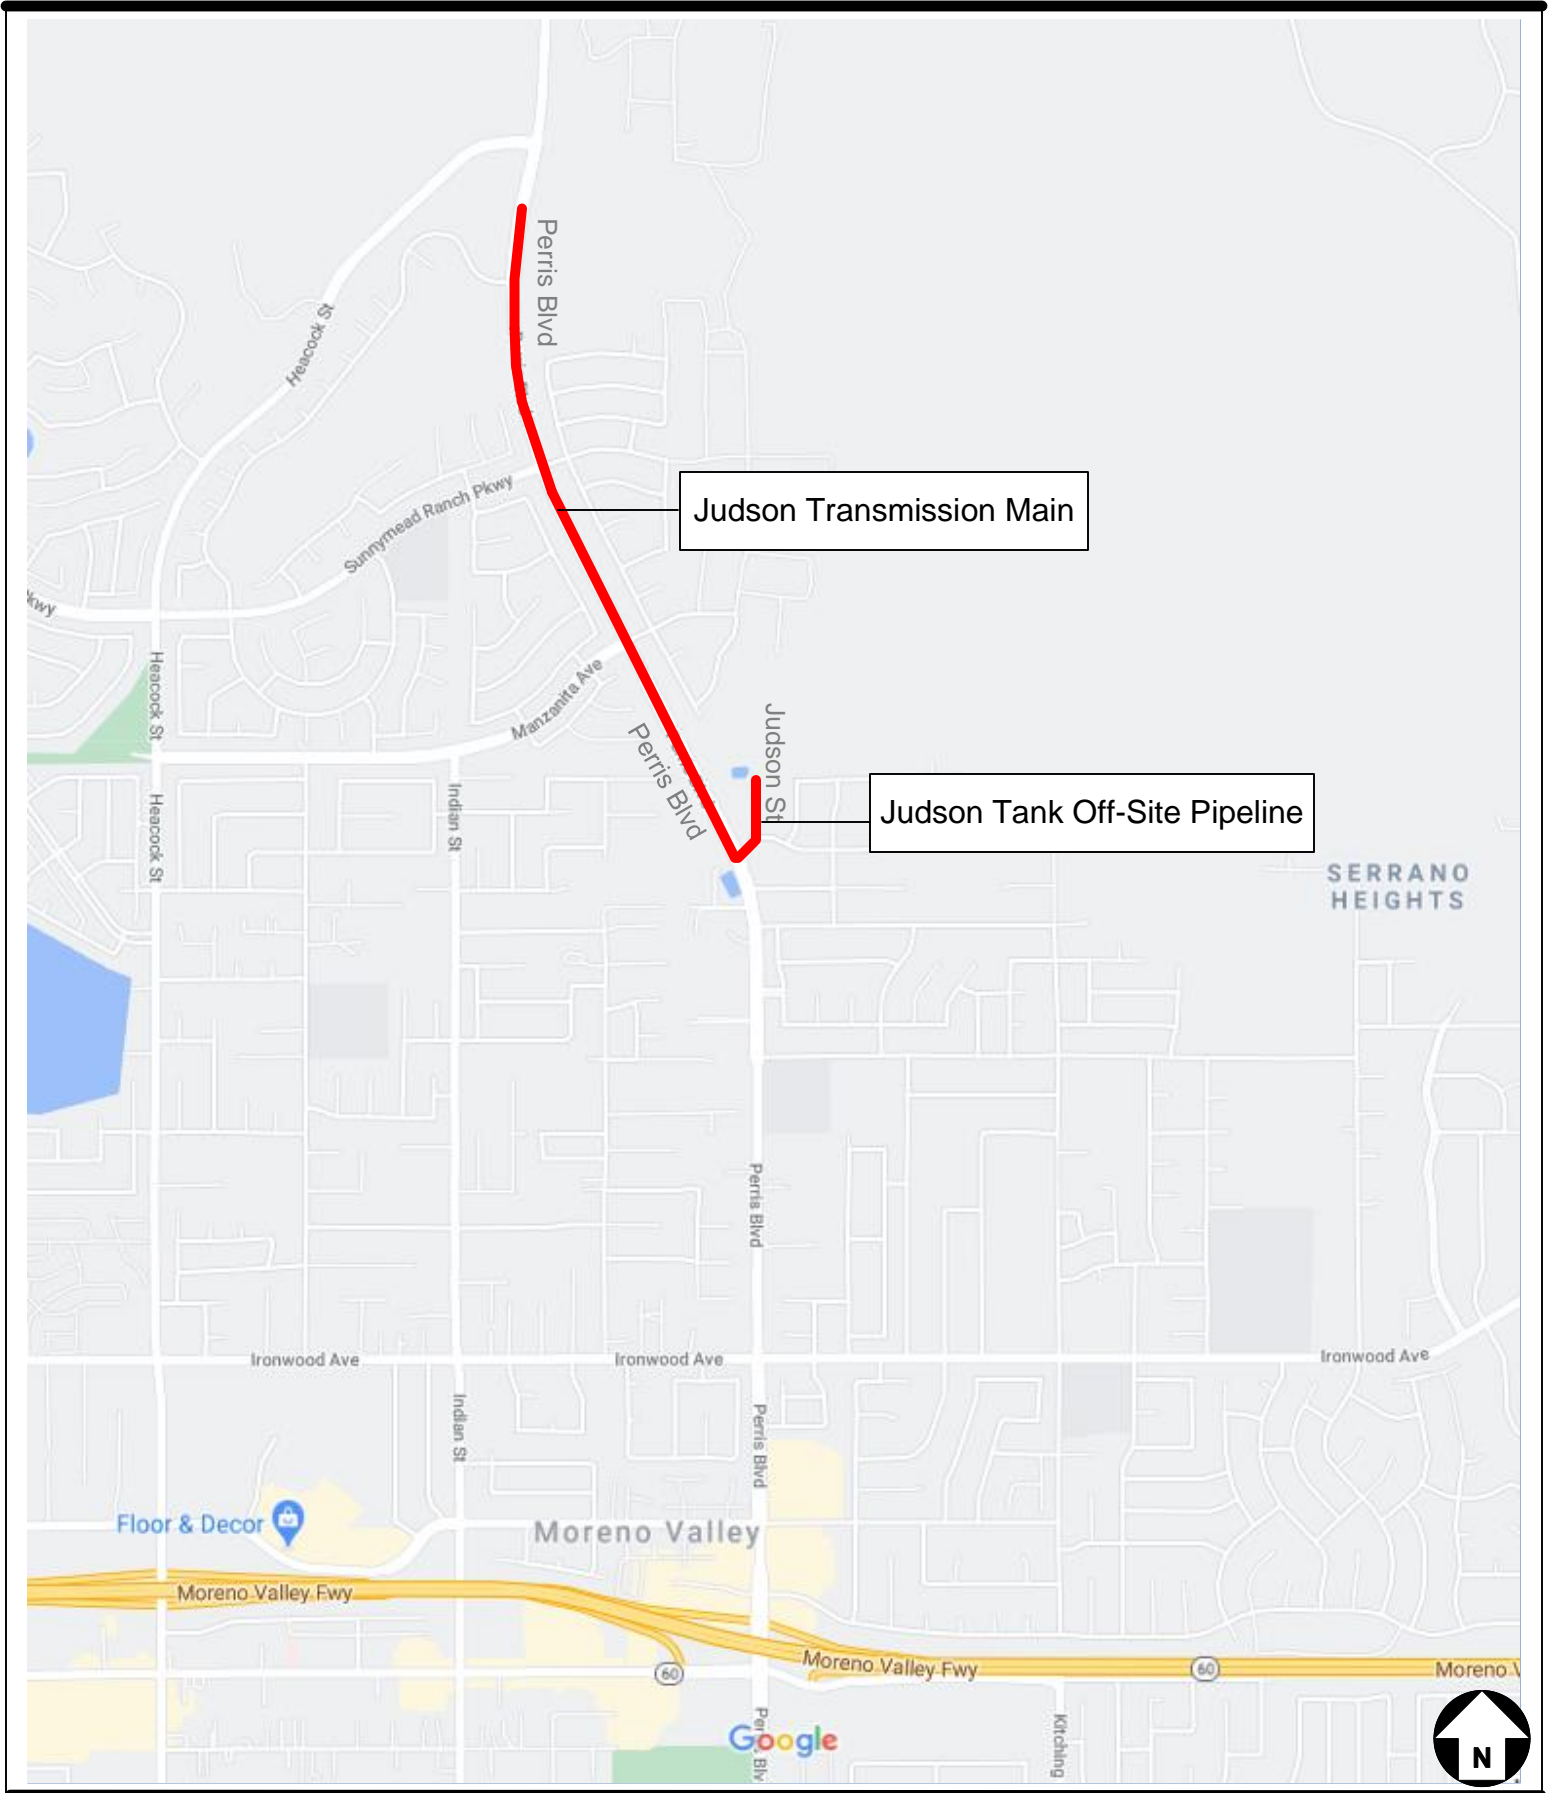 Perris Blvd
Heacock St
Judson Transmission Main
Sunnymead Ranch Pkwy
kwy
Heacock St
Manzanita Ave
Perris Blvd
Judson St
Indian St
Heacock St
Judson Tank Off-Site Pipeline
SERRANO
HEIGHTS
Perris Blvd
Ironwood Ave
Ironwood Ave
Ironwood Ave
Indian St
Perris Blvd
Floor & Decor
Moreno Valley
Moreno Valley Fwy
Moreno Valley Fwy
60
60
Moreno V
Kitching
Google
N